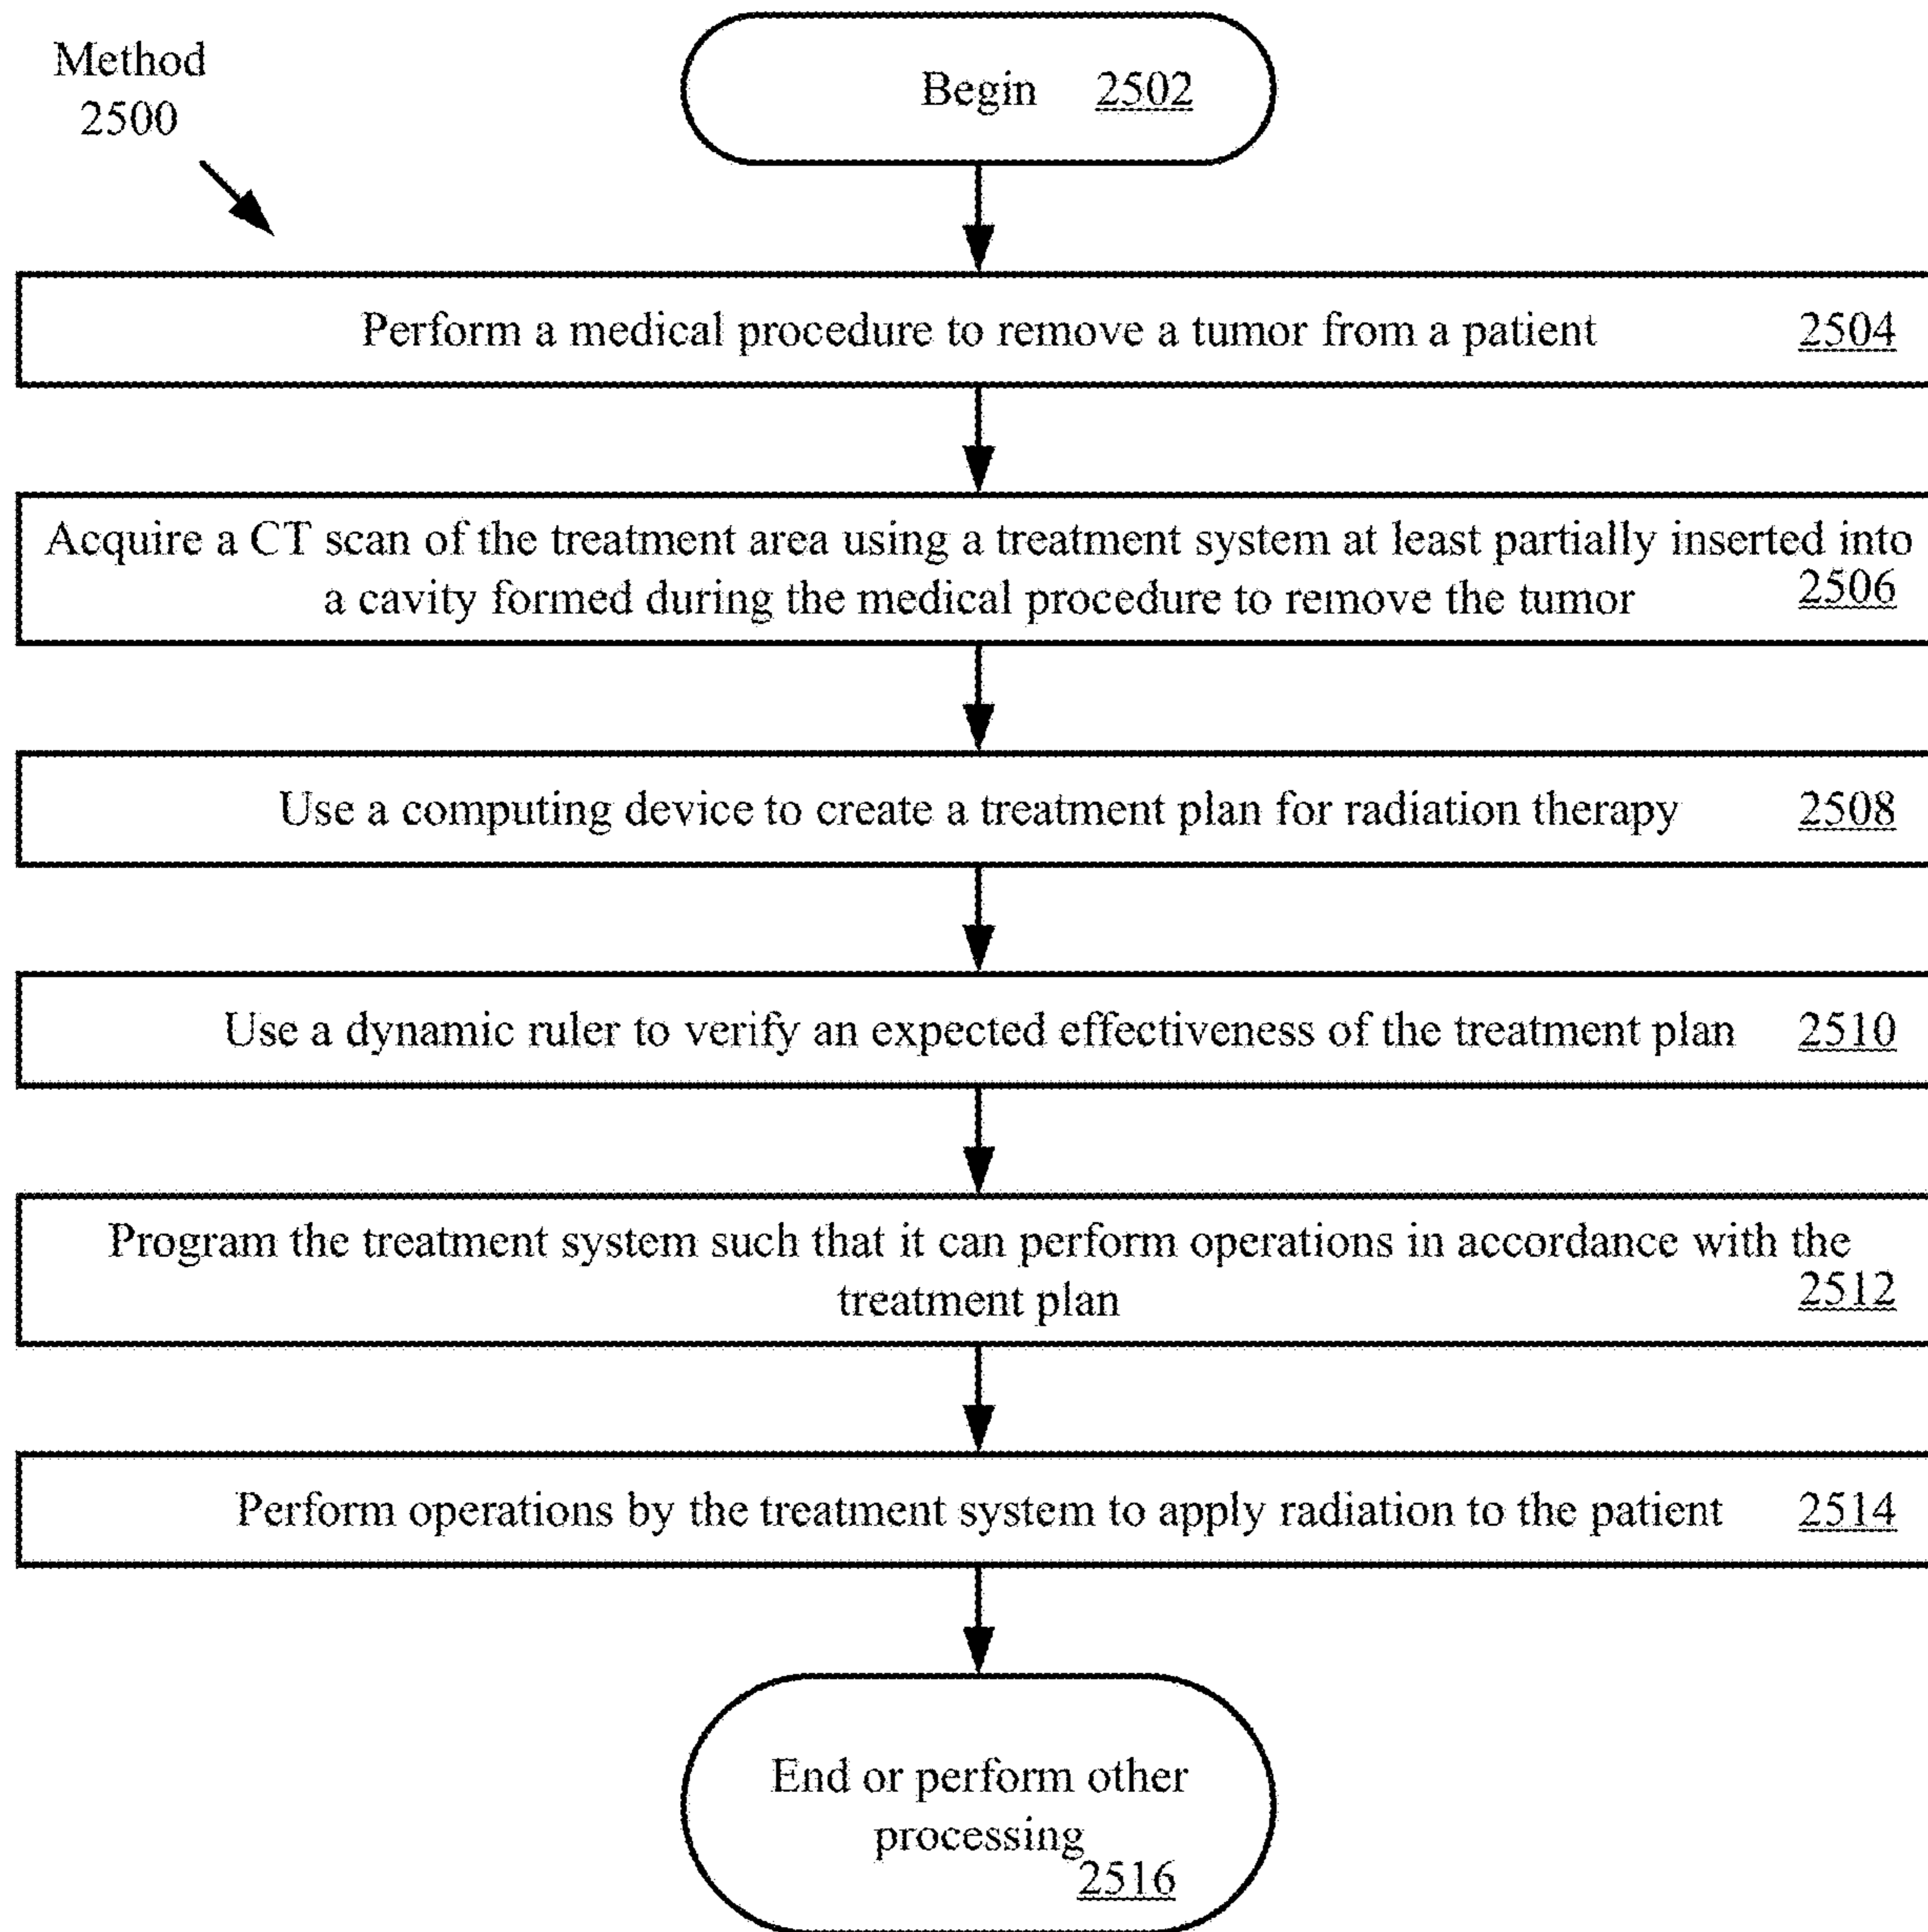 Method
2500
Begin 2502
Perform a medical procedure to remove a tumor from a patient 2504
Acquire a CT scan of the treatment area using a treatment system at least partially inserted into
a cavity formed during the medical procedure to remove the tumor 2506
Use a computing device to create a treatment plan for radiation therapy 2508
Use a dynamic ruler to verify an expected effectiveness of the treatment plan 2510
Program the treatment system such that it can perform operations in accordance with the
treatment plan 2512
Perform operations by the treatment system to apply radiation to the patient 2514
End or perform other
processing
2516